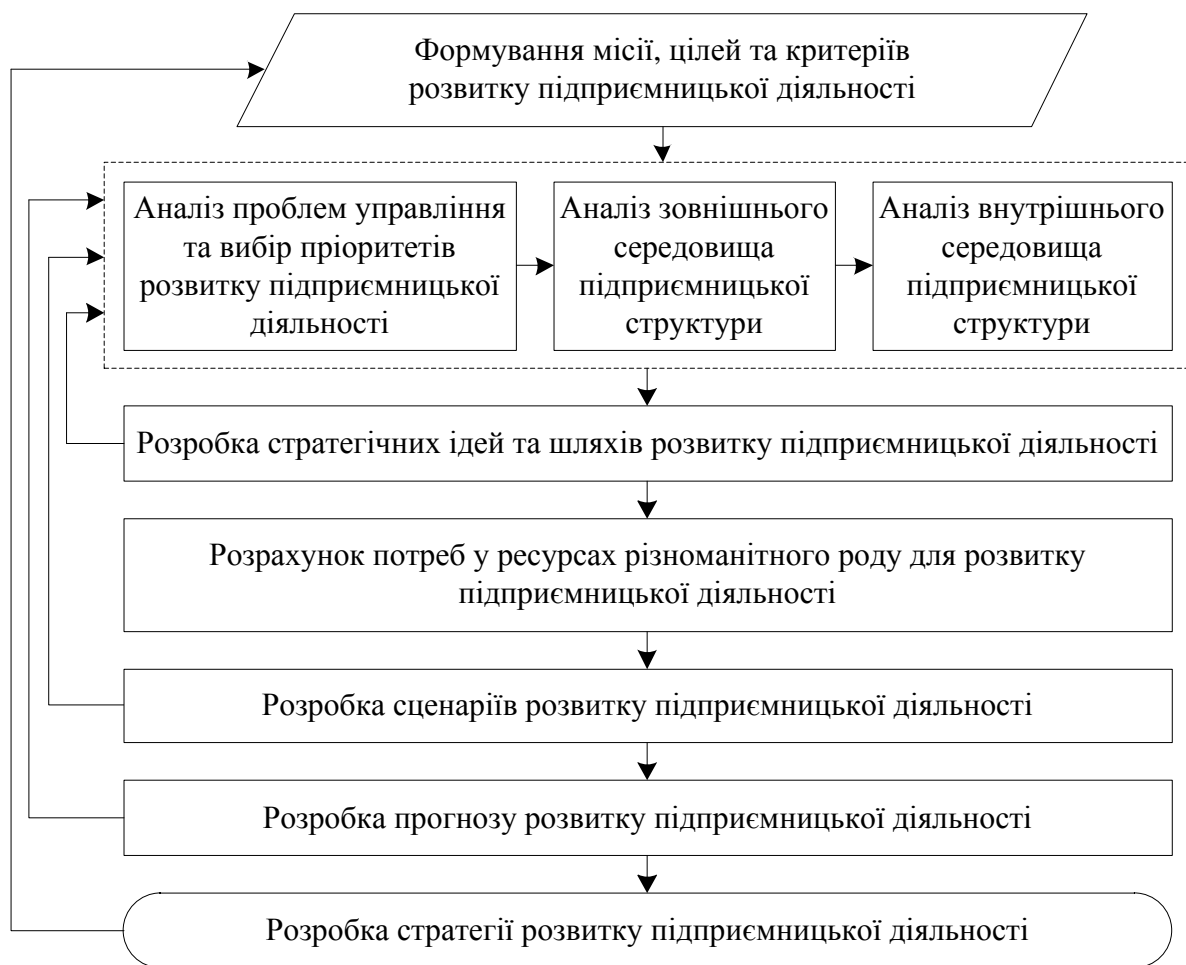 Формування місії, цілей та критеріїв
розвитку підприємницької діяльності
Аналіз проблем управління
та вибір пріоритетів
розвитку підприємницької
діяльності
Аналіз зовнішнього
середовища
підприємницької
структури
Аналіз внутрішнього
середовища
підприємницької
структури
Розробка стратегічних ідей та шляхів розвитку підприємницької діяльності
Розрахунок потреб у ресурсах різноманітного роду для розвитку
підприємницької діяльності
Розробка сценаріїв розвитку підприємницької діяльності
Розробка прогнозу розвитку підприємницької діяльності
Розробка стратегії розвитку підприємницької діяльності